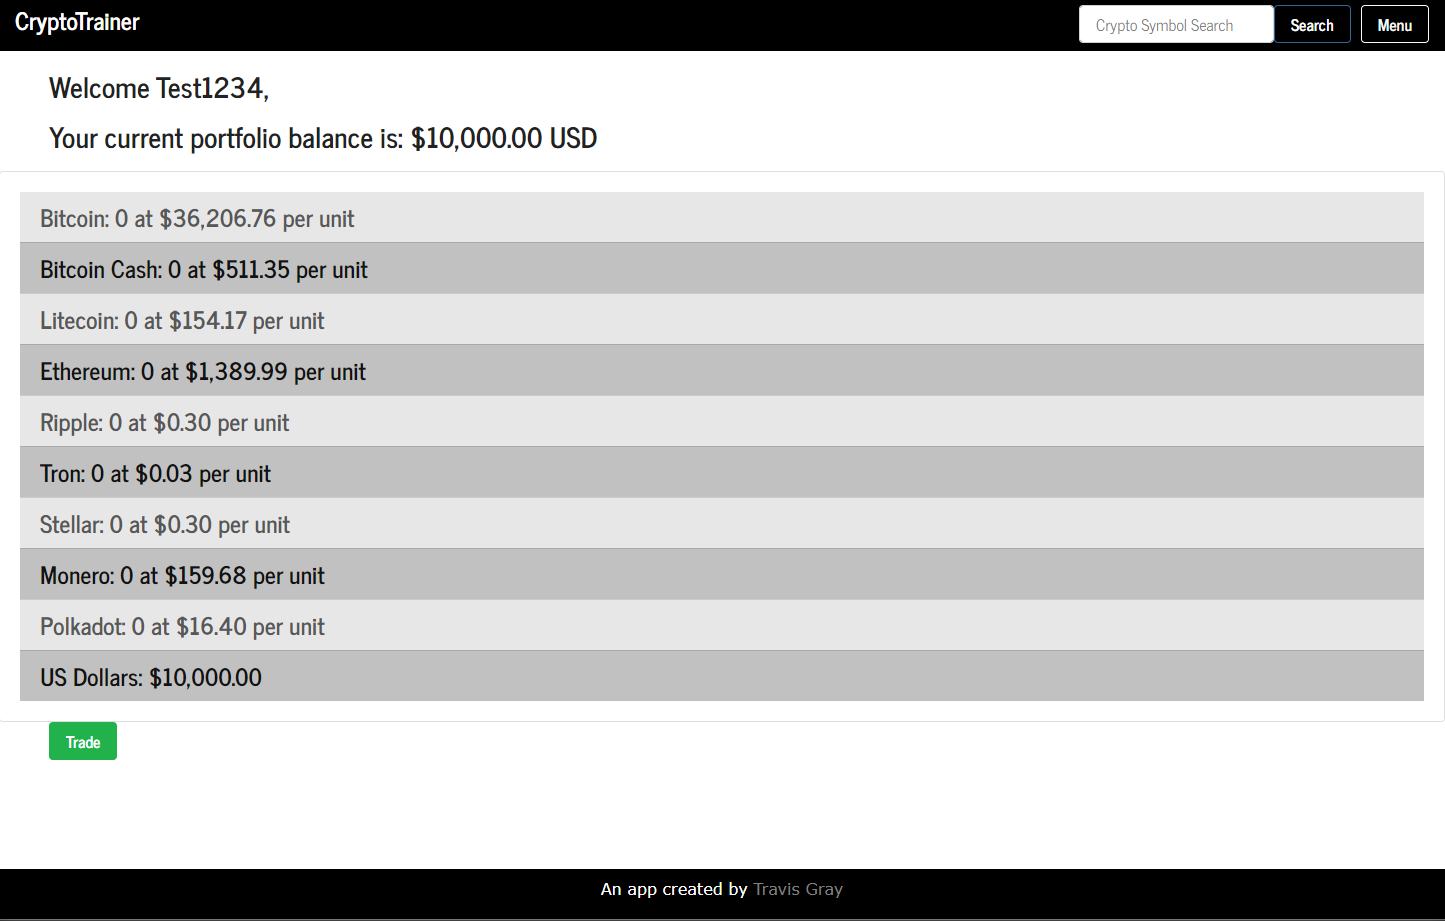 CryptoTrainer
Crypto Symbol Search
Search
Menu
Welcome Test1234,
Your current portfolio balance is: $10,000.00 USD
Bitcoin: 0 at $36,206.76 per unit
Bitcoin Cash: 0 at $511.35 per unit
Litecoin: 0 at $154.17 per unit
Ethereum: 0 at $1,389.99 per unit
Ripple: 0 at $0.30 per unit
Tron: 0 at $0.03 per unit
Stellar: 0 at $0.30 per unit
Monero: 0 at $159.68 per unit
Polkadot: 0 at $16.40 per unit
US Dollars: $10,000.00
Trade
An app created by Travis Gray